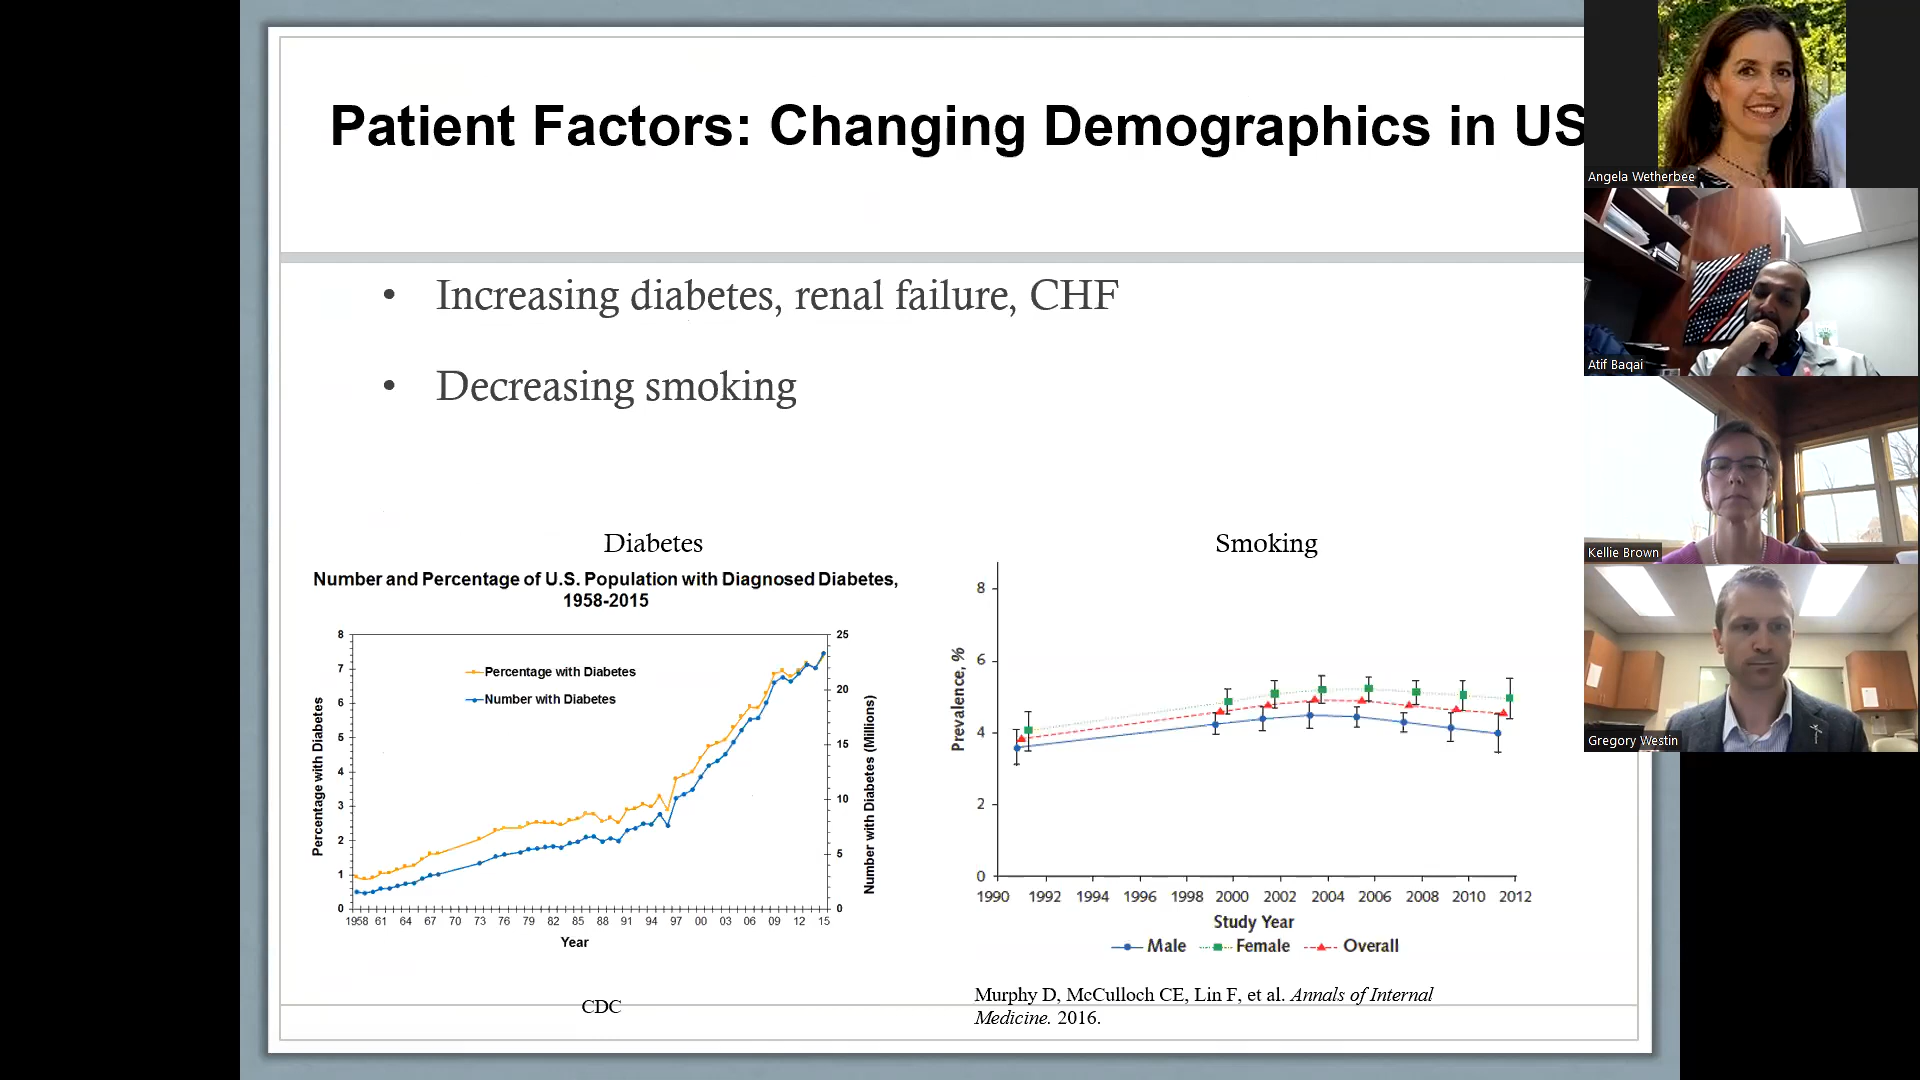 Patient Factors: Changing Demographics in US
• Increasing diabetes, renal failure, CHF
• Decreasing smoking
Diabetes
Number and Percentage of U.S. Population with Diagnosed Diabetes,
1958-2015
Percentage with Diabetes
Number with Diabetes
Percentage with Diabetes
8
7
6
5
4
3
2
1
0
25
20
15
10
5
0
Number with Diabetes (Millions)
1958 61 64 67 70 73 76 79 82 85 88 91 94 97 00 03 06 09 12 15
Year
CDC
Smoking
Prevalence, %
8
6
4
2
0
1990 1992 1994 1996 1998 2000 2002 2004 2006 2008 2010 2012
Study Year
Male Female Overall
Murphy D, McCulloch CE, Lin F, et al. Annals of Internal
Medicine. 2016.
Angela Wetherbee
Atif Baqai
Kellie Brown
Gregory Westin